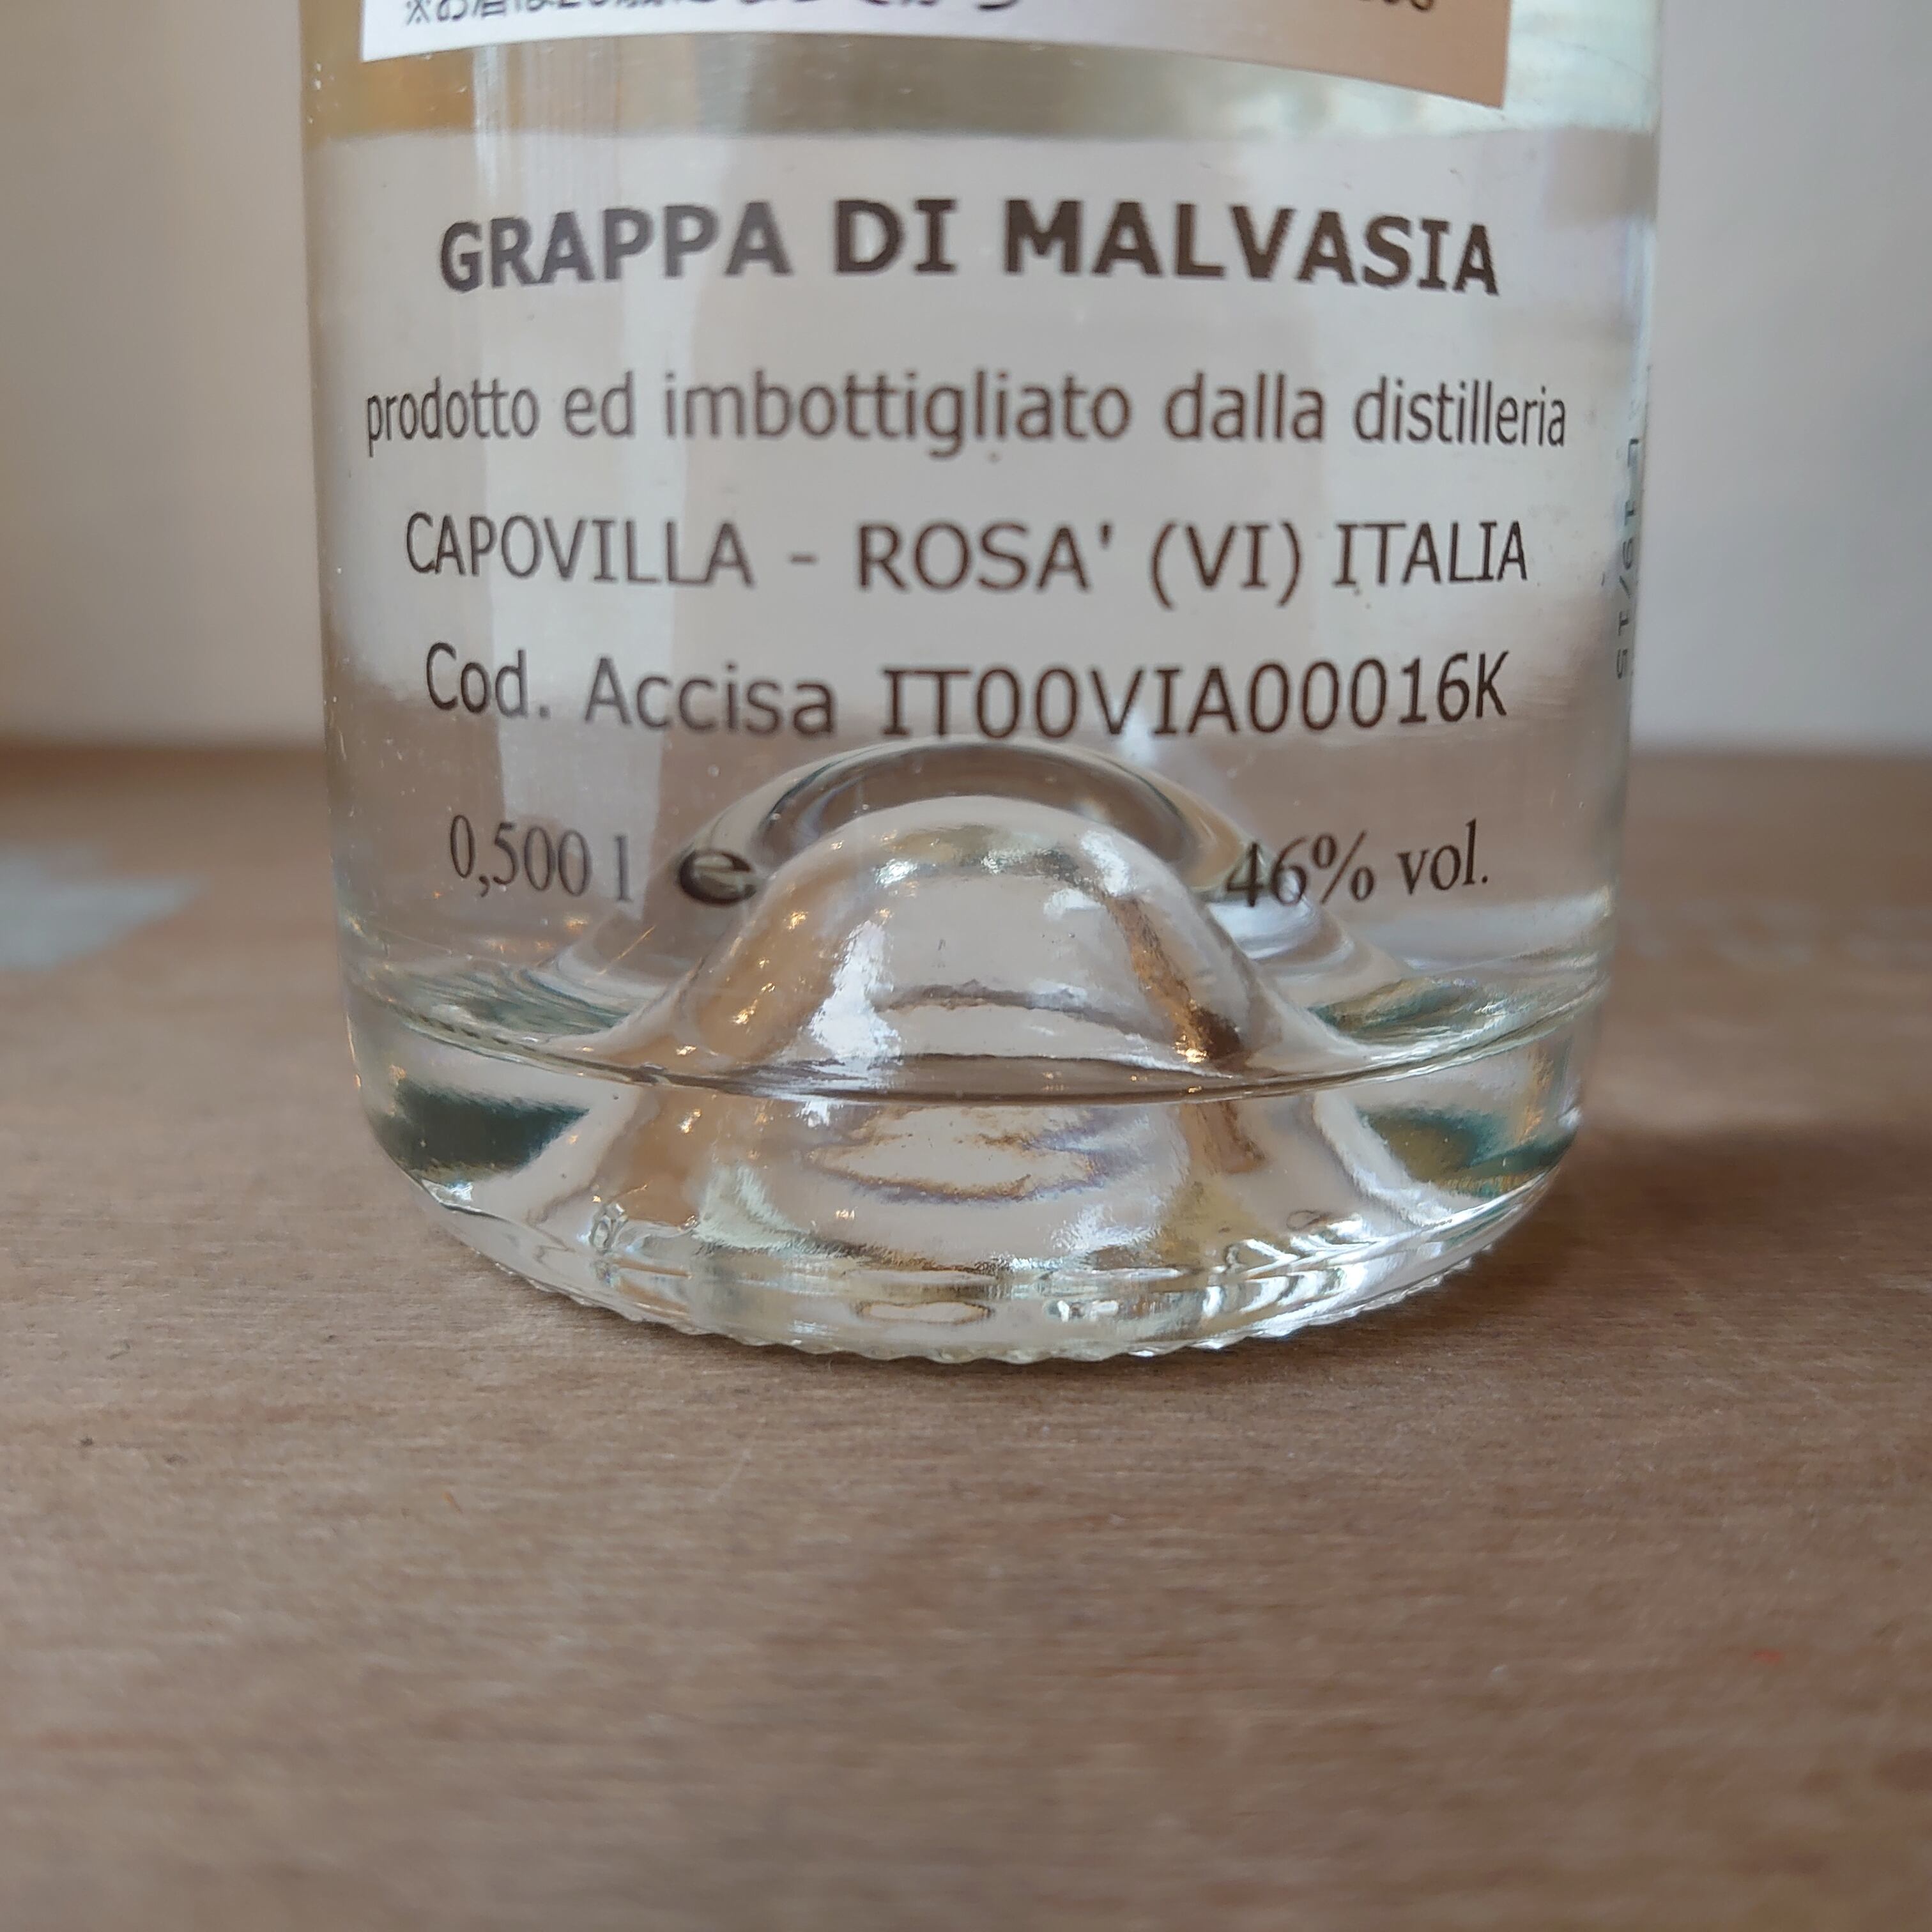 GRAPPA DI MALVASIA
prodotto ed imbottigliato dalla distilleria
CAPOVILLA - ROSA' (VI) ITALIA
Cod. Accisa IT00VIA00016K
0,500 l e 46% vol.